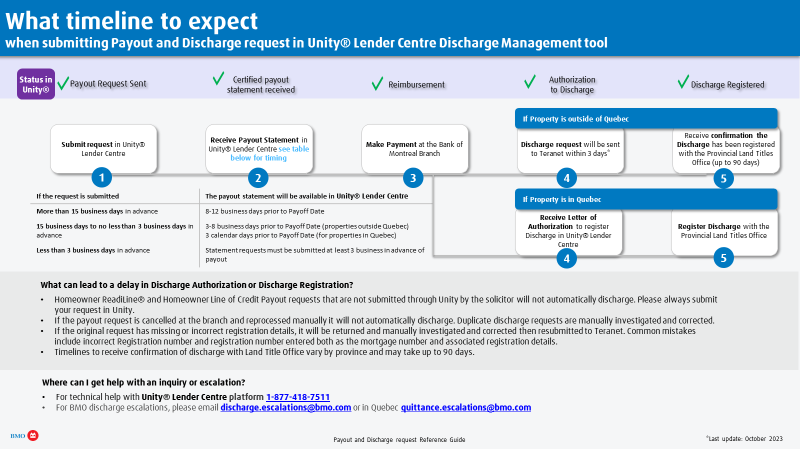 What timeline to expect
when submitting Payout and Discharge request in Unity® Lender Centre Discharge Management tool
Status in
Unity®
Payout Request Sent
Certified payout
statement received
Reimbursement
Authorization
to Discharge
Discharge Registered
Submit request in Unity®
Lender Centre
1
Receive Payout Statement in
Unity® Lender Centre see table
below for timing
2
Make Payment at the Bank of
Montreal Branch
3
If Property is outside of Quebec
Discharge request will be sent
to Teranet within 3 days*
4
Receive confirmation the
Discharge has been registered
with the Provincial Land Titles
Office (up to 90 days)
5
If Property is in Quebec
Receive Letter of
Authorization to register
Discharge in Unity® Lender
Centre
4
Register Discharge with the
Provincial Land Titles Office
5
If the request is submitted
The payout statement will be available in Unity® Lender Centre
More than 15 business days in advance
8-12 business days prior to Payoff Date
15 business days to no less than 3 business days in
advance
3-8 business days prior to Payoff Date (properties outside Quebec)
3 calendar days prior to Payoff Date (for properties in Quebec)
Less than 3 business days in advance
Statement requests must be submitted at least 3 business in advance of
payout
What can lead to a delay in Discharge Authorization or Discharge Registration?
• Homeowner ReadiLine® and Homeowner Line of Credit Payout requests that are not submitted through Unity by the solicitor will not automatically discharge. Please always submit
your request in Unity.
• If the payout request is cancelled at the branch and reprocessed manually it will not automatically discharge. Duplicate discharge requests are manually investigated and corrected.
• If the original request has missing or incorrect registration details, it will be returned and manually investigated and corrected then resubmitted to Teranet. Common mistakes
include incorrect Registration number and registration number entered both as the mortgage number and associated registration details.
• Timelines to receive confirmation of discharge with Land Title Office vary by province and may take up to 90 days.
Where can I get help with an inquiry or escalation?
• For technical help with Unity® Lender Centre platform 1-877-418-7511
• For BMO discharge escalations, please email discharge.escalations@bmo.com or in Quebec quittance.escalations@bmo.com
BMO
Payout and Discharge request Reference Guide
*Last update: October 2023